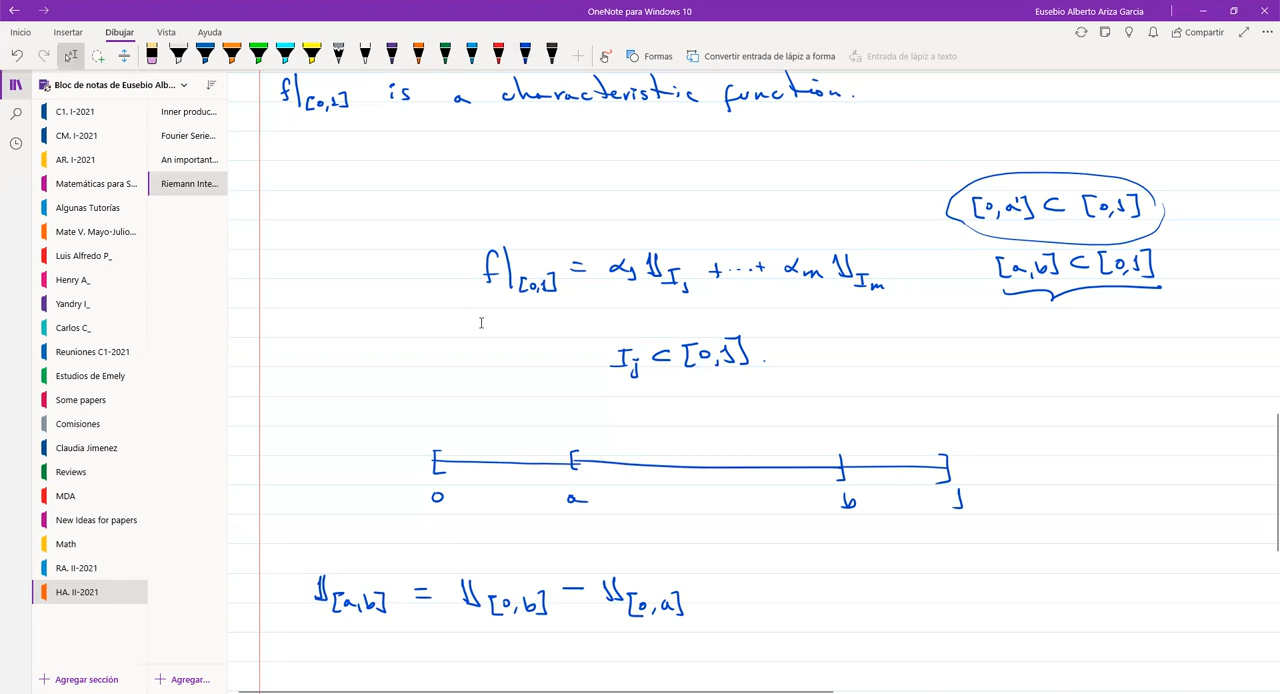 OneNote para Windows 10
Eusebio Alberto Ariza Garcia
Inicio Insertar Dibujar Vista Ayuda
Compartir
Formas Convertir entrada de lápiz a forma Entrada de lápiz a texto
Bloc de notas de Eusebio Alb...
C1. I-2021
CM. I-2021
AR. I-2021
Matemáticas para S...
Algunas Tutorías
Mate V. Mayo-Julio...
Luis Alfredo P_
Henry A_
Yandry I_
Carlos C_
Reuniones C1-2021
Estudios de Emely
Some papers
Comisiones
Claudia Jimenez
Reviews
MDA
New Ideas for papers
Math
RA. II-2021
HA. II-2021
Agregar sección
Inner produc...
Fourier Serie...
An important...
Riemann Inte...
Agregar...
f|[0,1] is a characteristic function.
[0,a'] ⊂ [0,1]
f|[0,1] = α₁ 𝟙_I₁ + ... + αₘ 𝟙_Iₘ
[a,b] ⊂ [0,1]
Iⱼ ⊂ [0,1].
0 a b 1
𝟙[a,b] = 𝟙[0,b] − 𝟙[0,a]